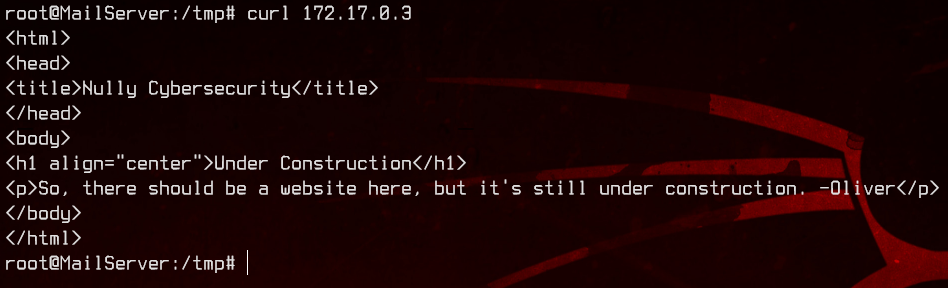 root@MailServer:/tmp# curl 172.17.0.3
<html>
<head>
<title>Nully Cybersecurity</title>
</head>
<body>
<h1 align="center">Under Construction</h1>
<p>So, there should be a website here, but it's still under construction. -Oliver</p>
</body>
</html>
root@MailServer:/tmp#